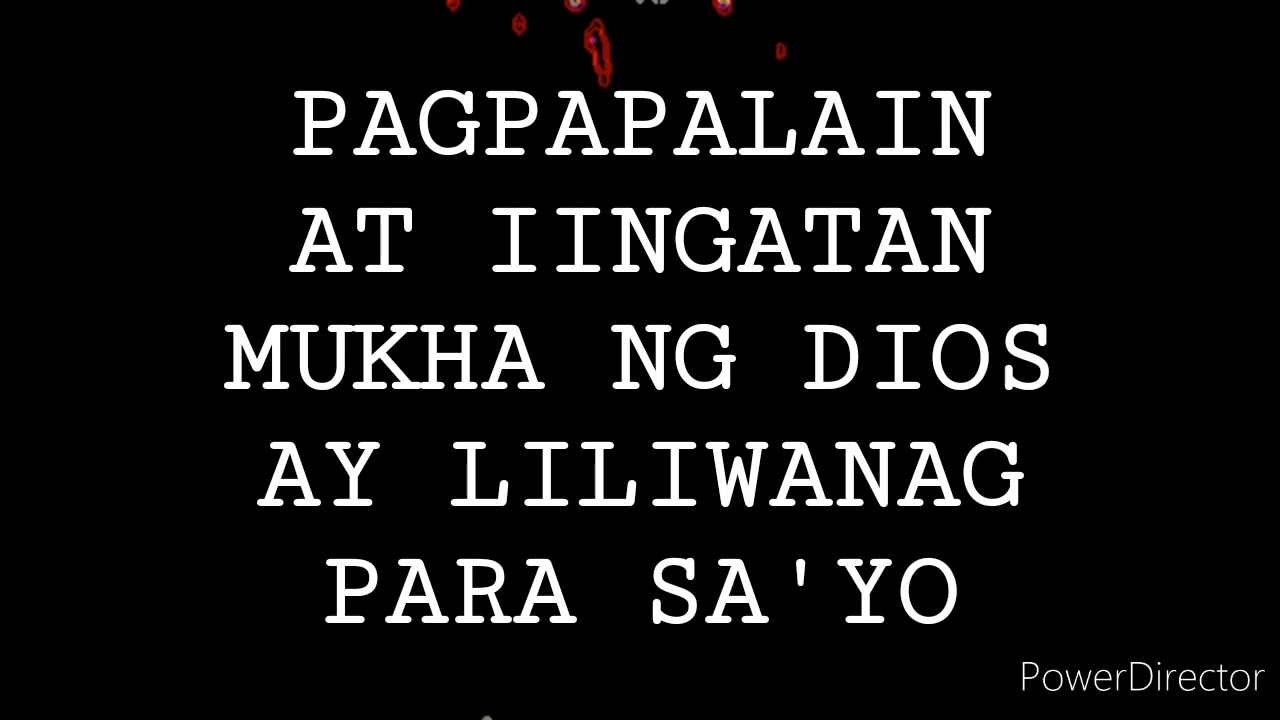 PAGPAPALAIN
AT IINGATAN
MUKHA NG DIOS
AY LILIWANAG
PARA SA'YO
PowerDirector